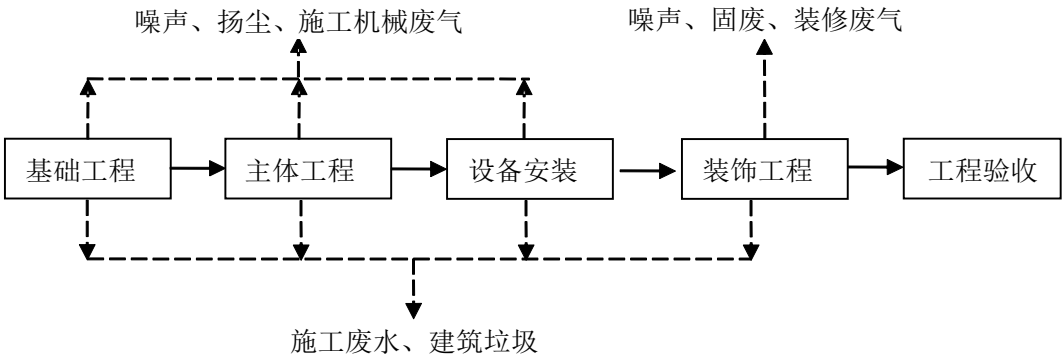 噪声、扬尘、施工机械废气
噪声、固废、装修废气
基础工程
主体工程
设备安装
装饰工程
工程验收
施工废水、建筑垃圾